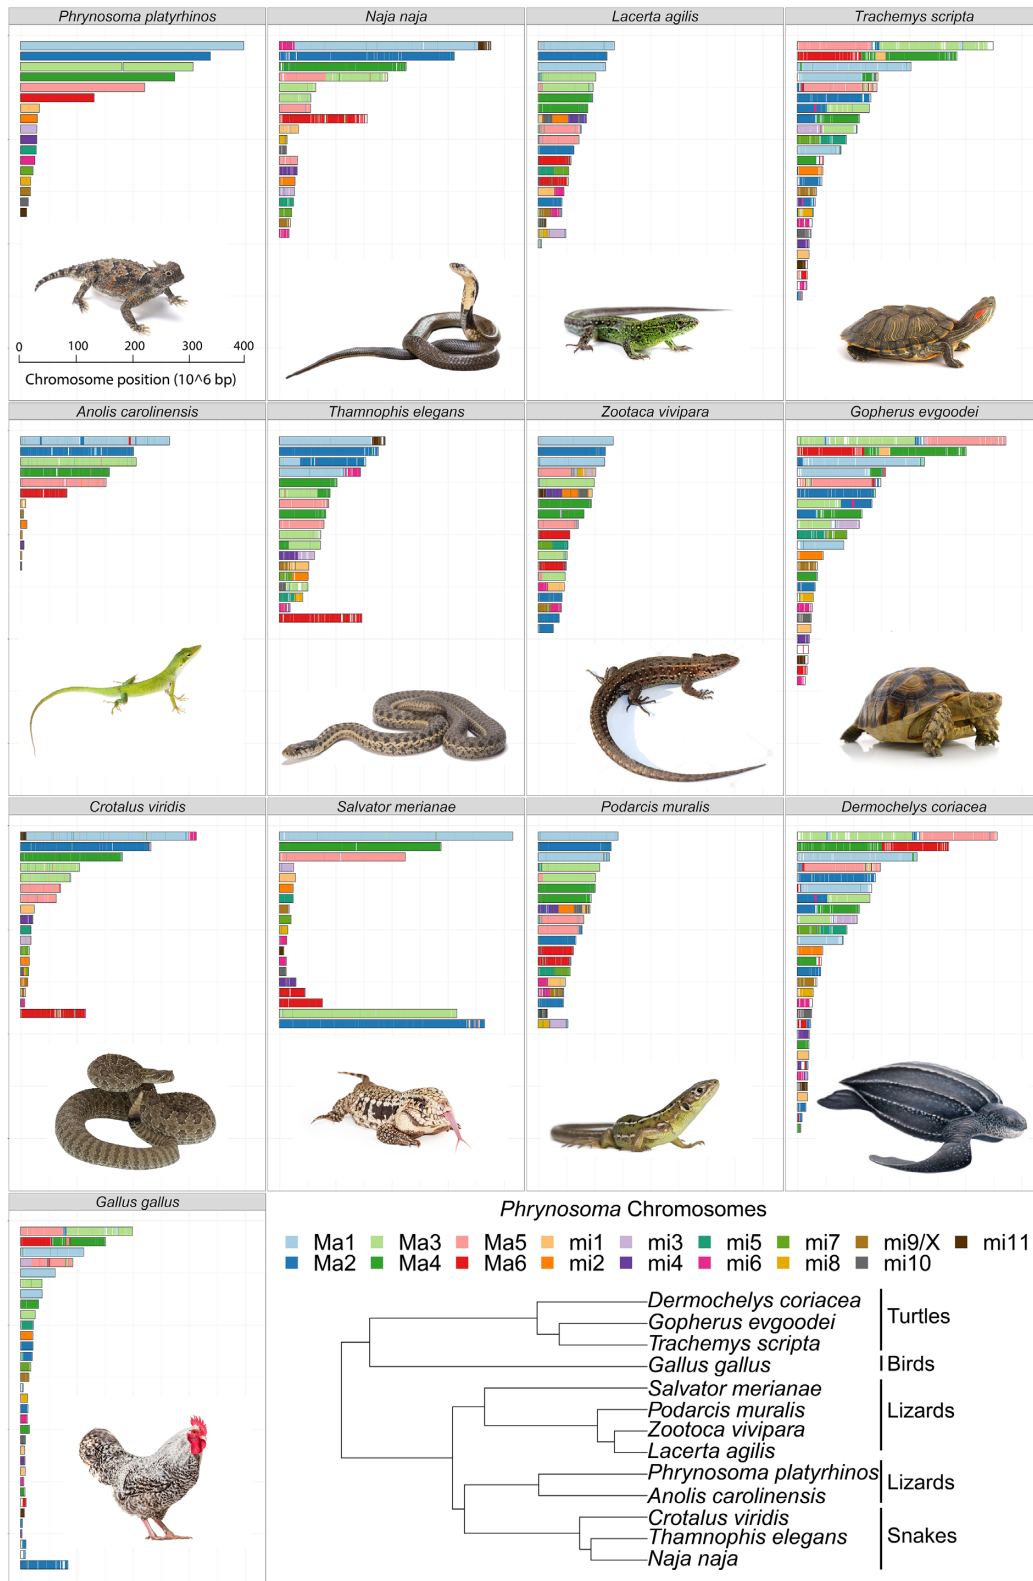 Phrynosoma platyrhinos
Naja naja
Lacerta agilis
Trachemys scripta
0 100 200 300 400
Chromosome position (10^6 bp)
Anolis carolinensis
Thamnophis elegans
Zootaca vivipara
Gopherus evgoodei
Crotalus viridis
Salvator merianae
Podarcis muralis
Dermochelys coriacea
Gallus gallus
Phrynosoma Chromosomes
Ma1 Ma3 Ma5 mi1 mi3 mi5 mi7 mi9/X mi11
Ma2 Ma4 Ma6 mi2 mi4 mi6 mi8 mi10
Dermochelys coriacea
Gopherus evgoodei
Turtles
Trachemys scripta
Gallus gallus
Birds
Salvator merianae
Podarcis muralis
Lizards
Zootoca vivipara
Lacerta agilis
Phrynosoma platyrhinos
Lizards
Anolis carolinensis
Crotalus viridis
Thamnophis elegans
Snakes
Naja naja